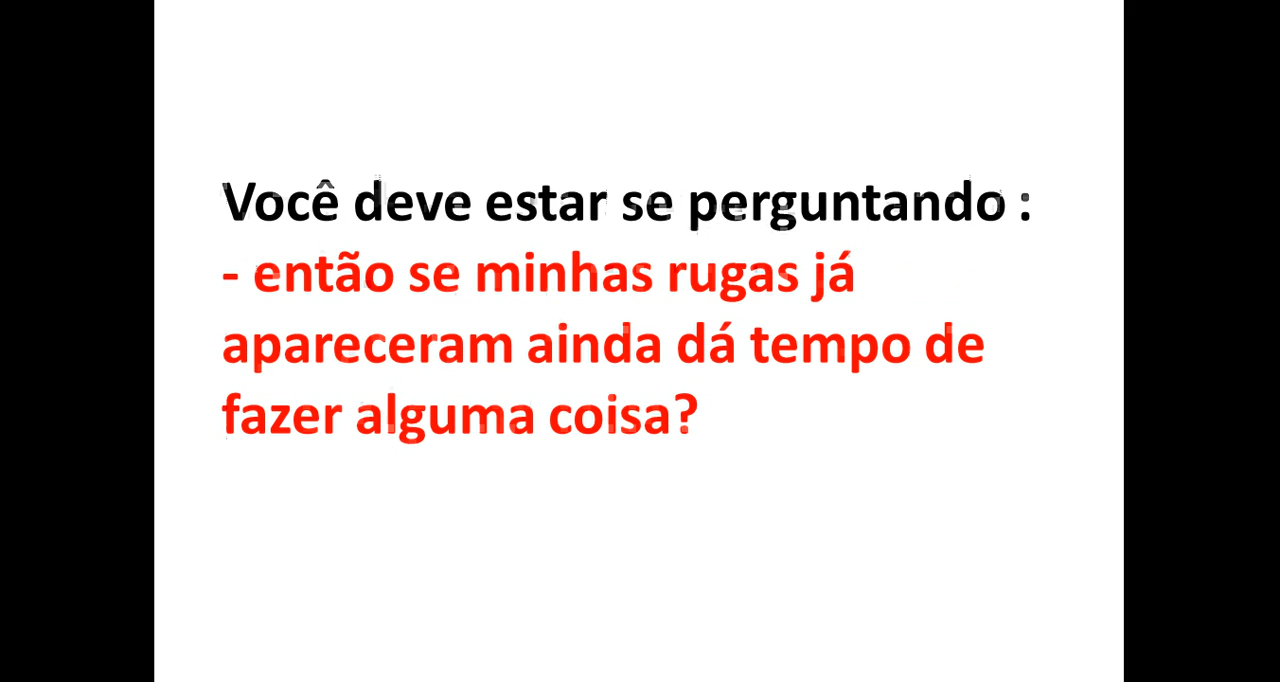 Você deve estar se perguntando :
- então se minhas rugas já
apareceram ainda dá tempo de
fazer alguma coisa?